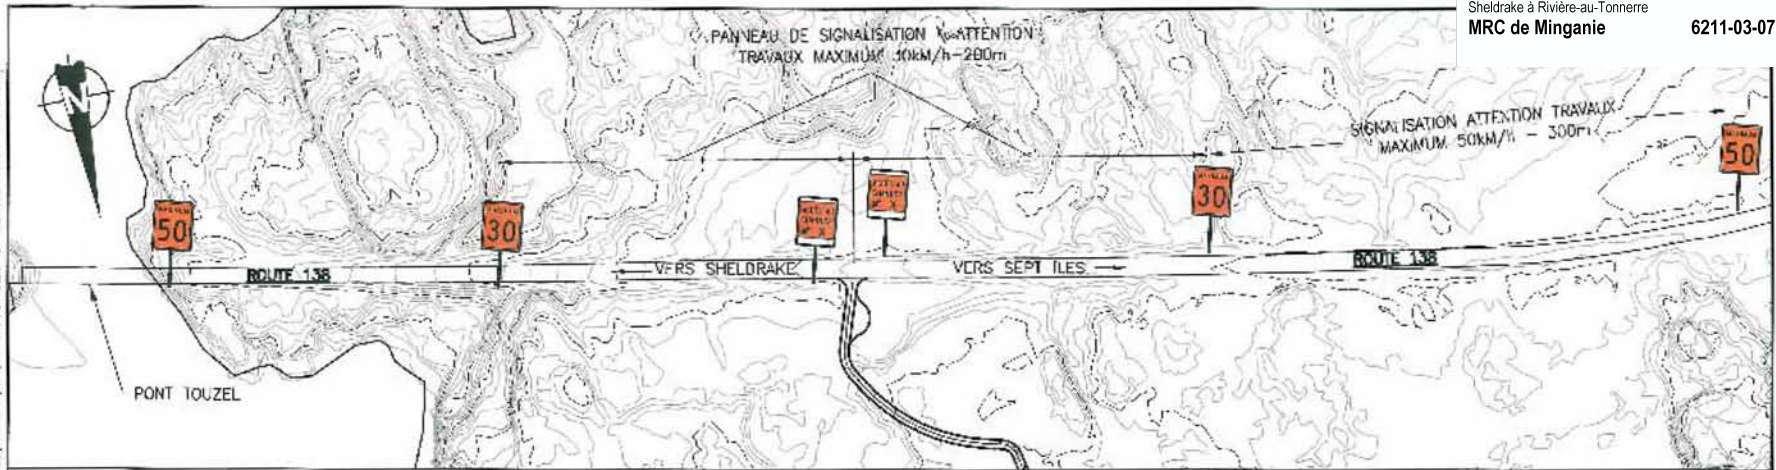 Sheldrake à Rivière-au-Tonnerre
MRC de Minganie 6211-03-07
PANNEAU DE SIGNALISATION ATTENTION
TRAVAUX MAXIMUM 30KM/h-200m
SIGNALISATION ATTENTION TRAVAUX
MAXIMUM 50KM/h - 300m
N
50
30
30
50
ROUTE 138
VERS SHELDRAKE
VERS SEPT ÎLES
ROUTE 138
PONT TOUZEL